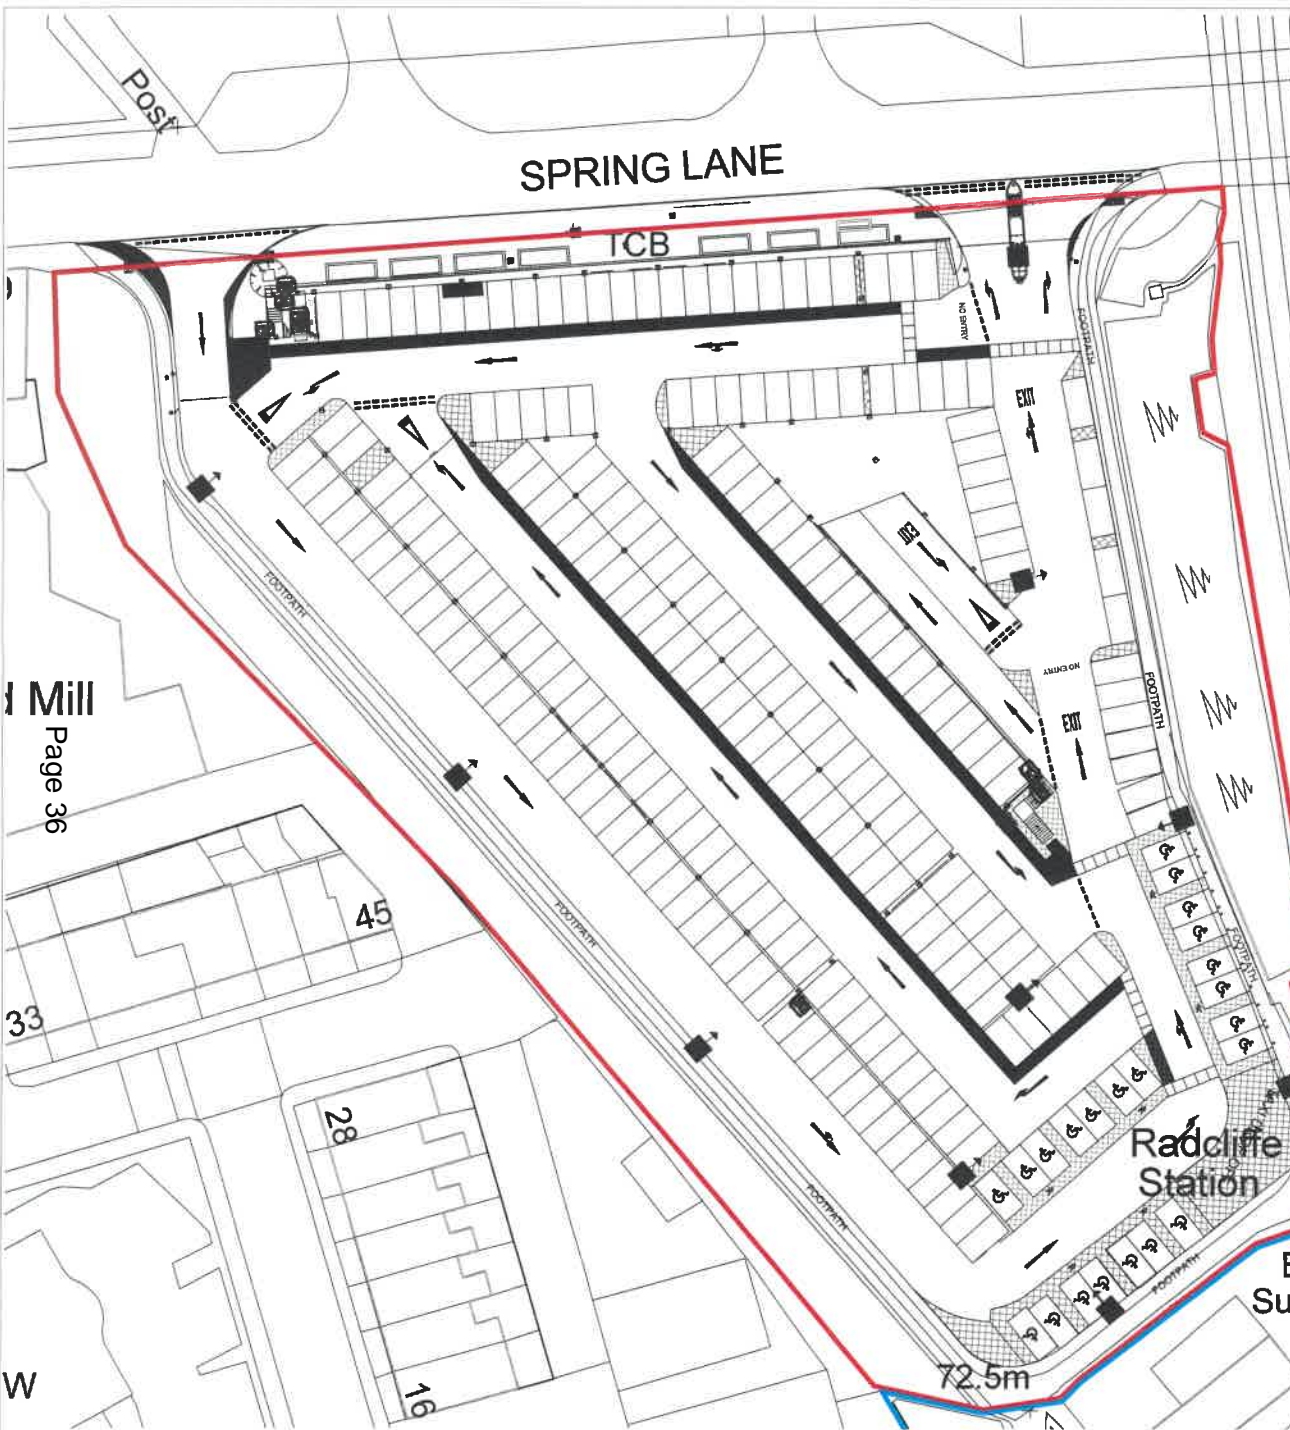 Post
SPRING LANE
TCB
NO ENTRY
FOOTPATH
EXIT
EXIT
FOOTPATH
NO ENTRY
d Mill
FOOTPATH
EXIT
Page 36
45
FOOTPATH
FOOTPATH
33
28
Radcliffe
Station
FOOTPATH
FOOTPATH
Su
72.5m
W
16